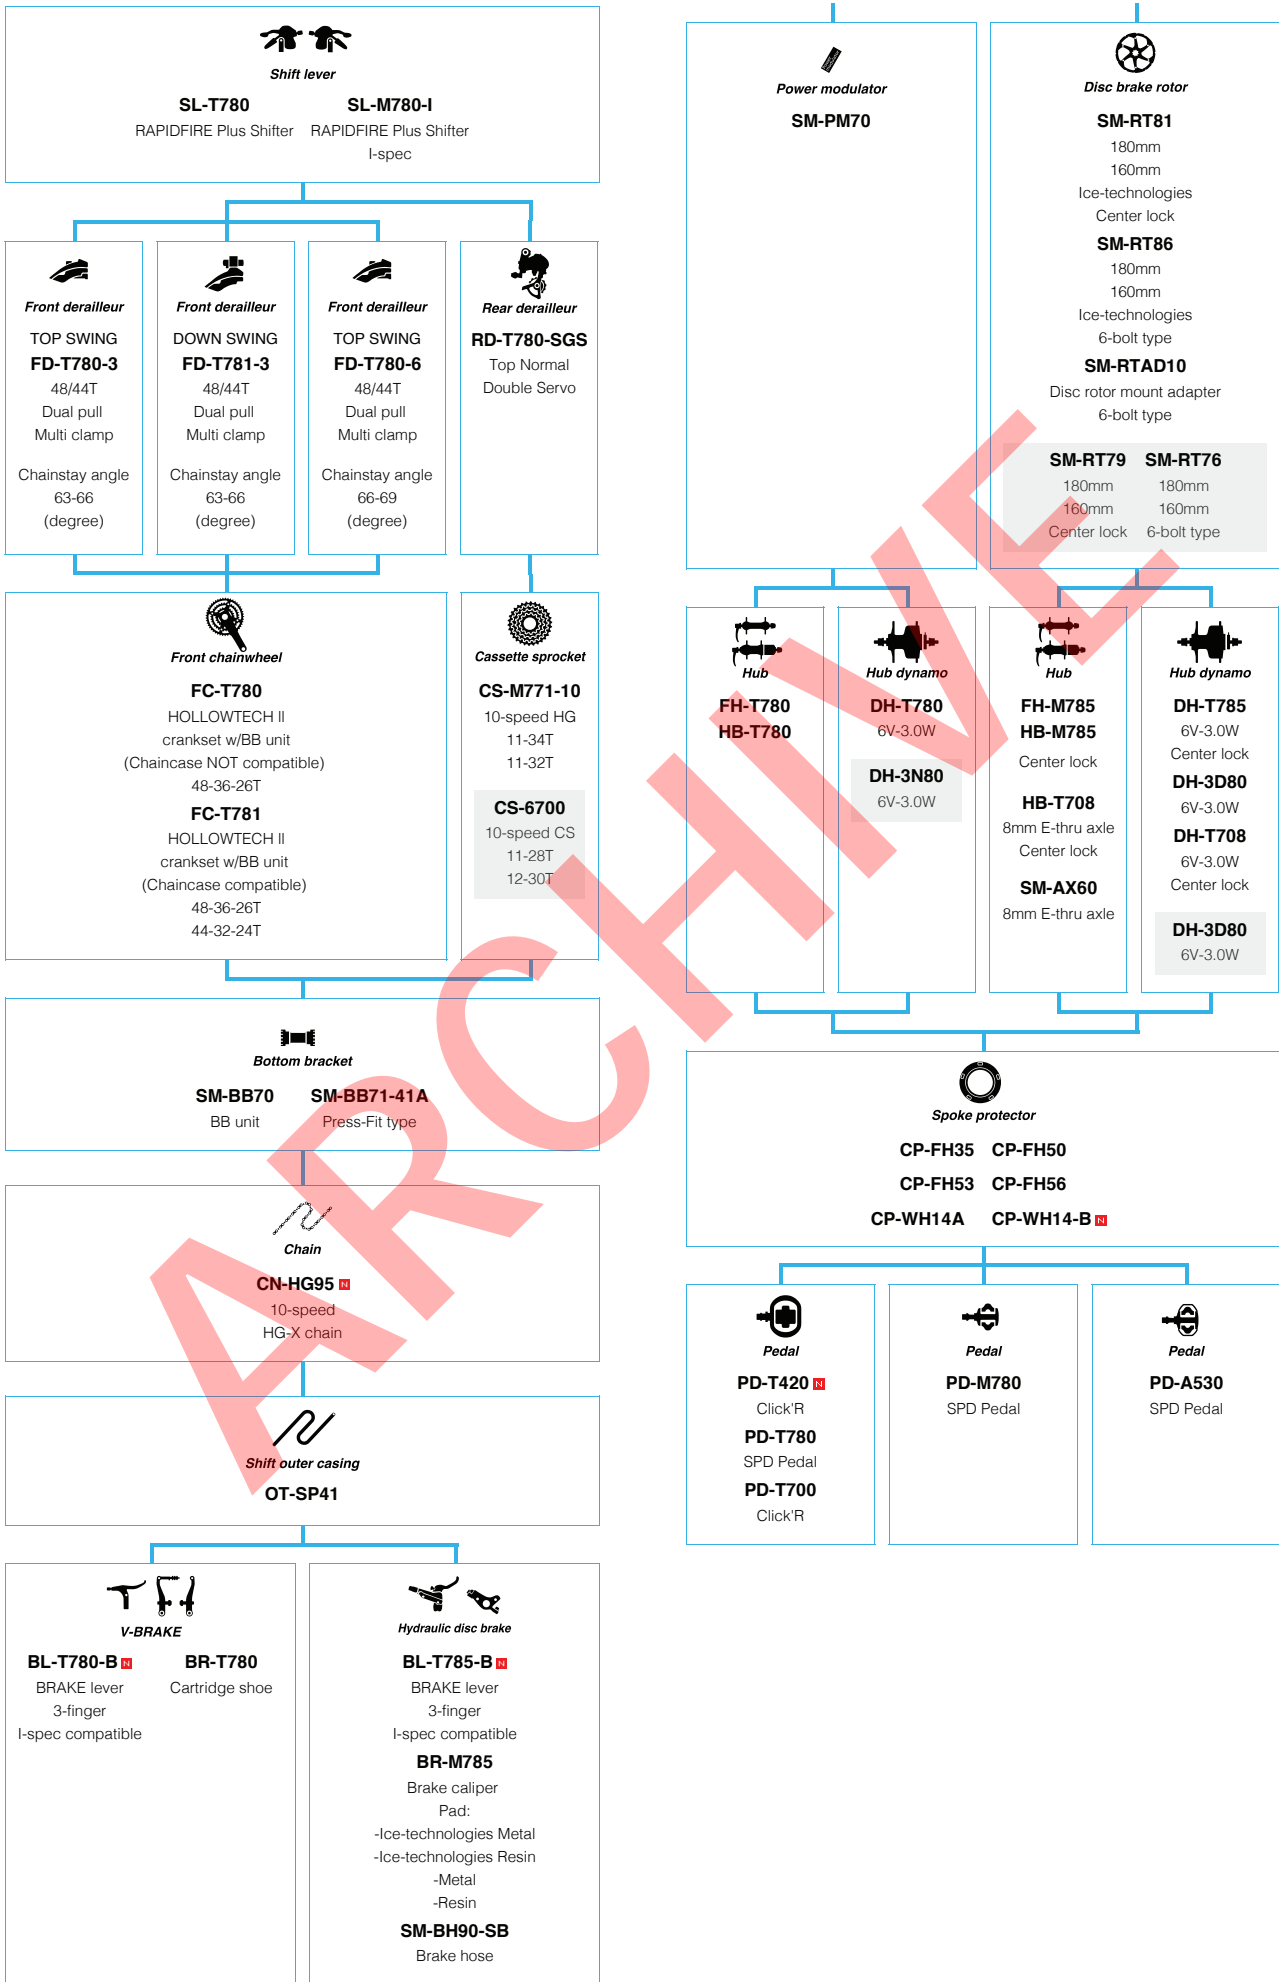 Shift lever
SL-T780 SL-M780-I
RAPIDFIRE Plus Shifter RAPIDFIRE Plus Shifter
I-spec
Front derailleur
TOP SWING
FD-T780-3
48/44T
Dual pull
Multi clamp
Chainstay angle
63-66
(degree)
Front derailleur
DOWN SWING
FD-T781-3
48/44T
Dual pull
Multi clamp
Chainstay angle
63-66
(degree)
Front derailleur
TOP SWING
FD-T780-6
48/44T
Dual pull
Multi clamp
Chainstay angle
66-69
(degree)
Rear derailleur
RD-T780-SGS
Top Normal
Double Servo
Front chainwheel
FC-T780
HOLLOWTECH II
crankset w/BB unit
(Chaincase NOT compatible)
48-36-26T
FC-T781
HOLLOWTECH II
crankset w/BB unit
(Chaincase compatible)
48-36-26T
44-32-24T
Cassette sprocket
CS-M771-10
10-speed HG
11-34T
11-32T
CS-6700
10-speed CS
11-28T
12-30T
Bottom bracket
SM-BB70 SM-BB71-41A
BB unit Press-Fit type
Chain
CN-HG95 N
10-speed
HG-X chain
Shift outer casing
OT-SP41
V-BRAKE
BL-T780-B N BR-T780
BRAKE lever Cartridge shoe
3-finger
I-spec compatible
Hydraulic disc brake
BL-T785-B N
BRAKE lever
3-finger
I-spec compatible
BR-M785
Brake caliper
Pad:
-Ice-technologies Metal
-Ice-technologies Resin
-Metal
-Resin
SM-BH90-SB
Brake hose
Power modulator
SM-PM70
Disc brake rotor
SM-RT81
180mm
160mm
Ice-technologies
Center lock
SM-RT86
180mm
160mm
Ice-technologies
6-bolt type
SM-RTAD10
Disc rotor mount adapter
6-bolt type
SM-RT79 SM-RT76
180mm 180mm
160mm 160mm
Center lock 6-bolt type
Hub
FH-T780
HB-T780
Hub dynamo
DH-T780
6V-3.0W
DH-3N80
6V-3.0W
Hub
FH-M785
HB-M785
Center lock
HB-T708
8mm E-thru axle
Center lock
SM-AX60
8mm E-thru axle
Hub dynamo
DH-T785
6V-3.0W
Center lock
DH-3D80
6V-3.0W
DH-T708
6V-3.0W
Center lock
DH-3D80
6V-3.0W
Spoke protector
CP-FH35 CP-FH50
CP-FH53 CP-FH56
CP-WH14A CP-WH14-B N
Pedal
PD-T420 N
Click'R
PD-T780
SPD Pedal
PD-T700
Click'R
Pedal
PD-M780
SPD Pedal
Pedal
PD-A530
SPD Pedal
ARCHIVE